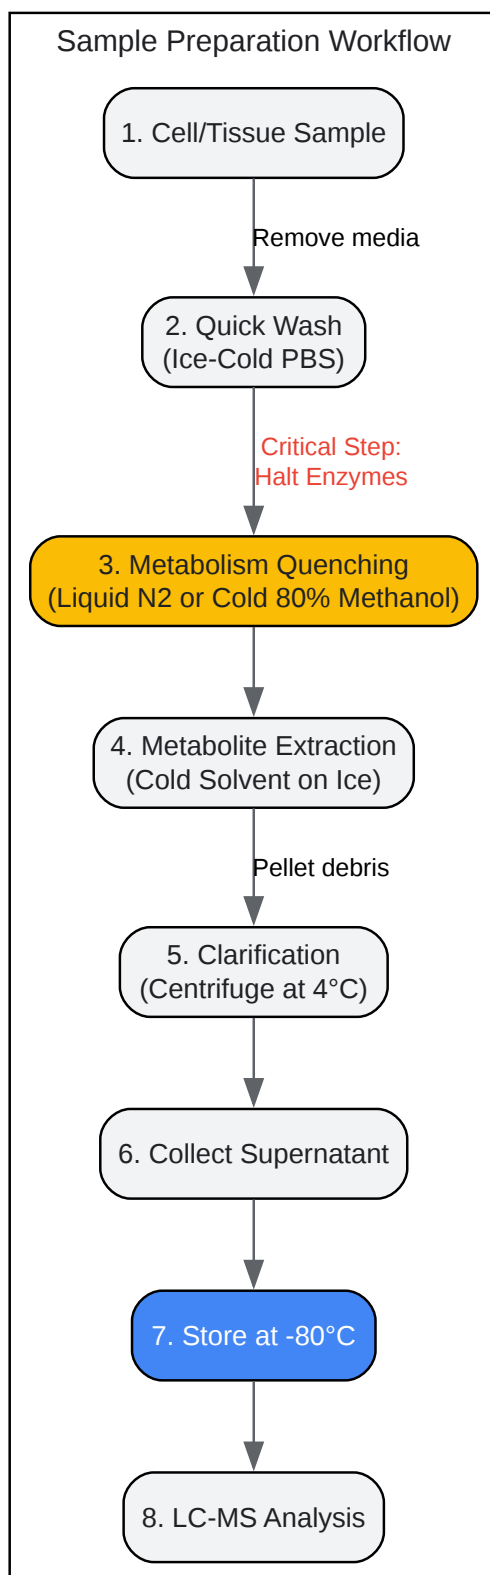 Sample Preparation Workflow
1. Cell/Tissue Sample
Remove media
2. Quick Wash
(Ice-Cold PBS)
Critical Step:
Halt Enzymes
3. Metabolism Quenching
(Liquid N2 or Cold 80% Methanol)
4. Metabolite Extraction
(Cold Solvent on Ice)
Pellet debris
5. Clarification
(Centrifuge at 4°C)
6. Collect Supernatant
7. Store at -80°C
8. LC-MS Analysis